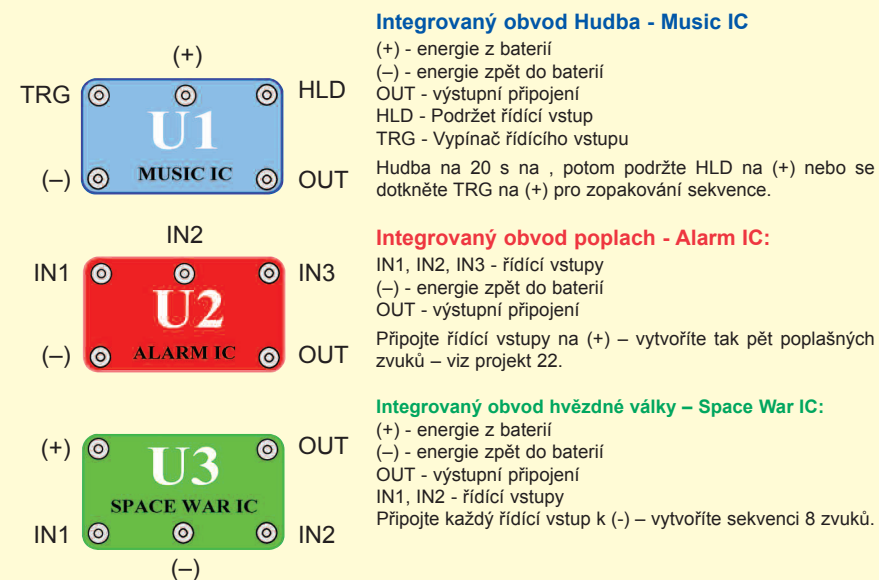 Integrovaný obvod Hudba - Music IC
(+) - energie z baterií
(–) - energie zpět do baterií
OUT - výstupní připojení
HLD - Podržet řídící vstup
TRG - Vypínač řídícího vstupu
Hudba na 20 s na , potom podržte HLD na (+) nebo se
dotkněte TRG na (+) pro zopakování sekvence.
(+)
TRG
HLD
U1
MUSIC IC
(–)
OUT
Integrovaný obvod poplach - Alarm IC:
IN1, IN2, IN3 - řídící vstupy
(–) - energie zpět do baterií
OUT - výstupní připojení
Připojte řídící vstupy na (+) – vytvoříte tak pět poplašných
zvuků – viz projekt 22.
IN2
IN1
IN3
U2
ALARM IC
(–)
OUT
Integrovaný obvod hvězdné války – Space War IC:
(+) - energie z baterií
(–) - energie zpět do baterií
OUT - výstupní připojení
IN1, IN2 - řídící vstupy
Připojte každý řídící vstup k (-) – vytvoříte sekvenci 8 zvuků.
(+)
OUT
U3
SPACE WAR IC
IN1
IN2
(–)